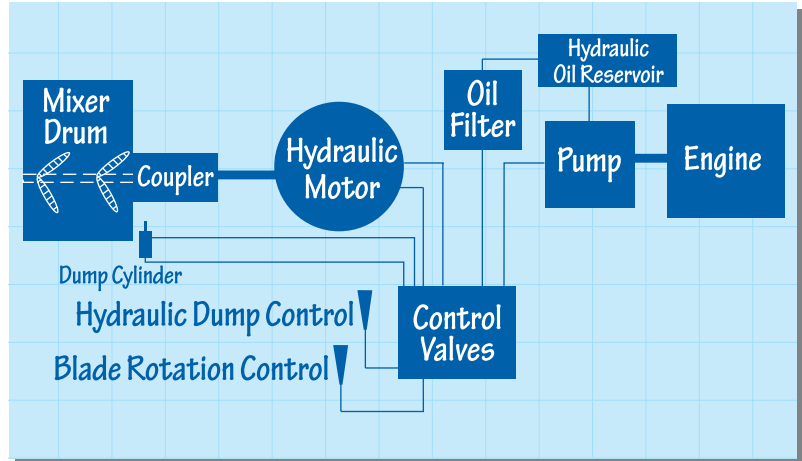 Hydraulic
Oil Reservoir
Oil
Filter
Mixer
Drum
Coupler
Hydraulic
Motor
Pump
Engine
Dump Cylinder
Hydraulic Dump Control
Control
Valves
Blade Rotation Control